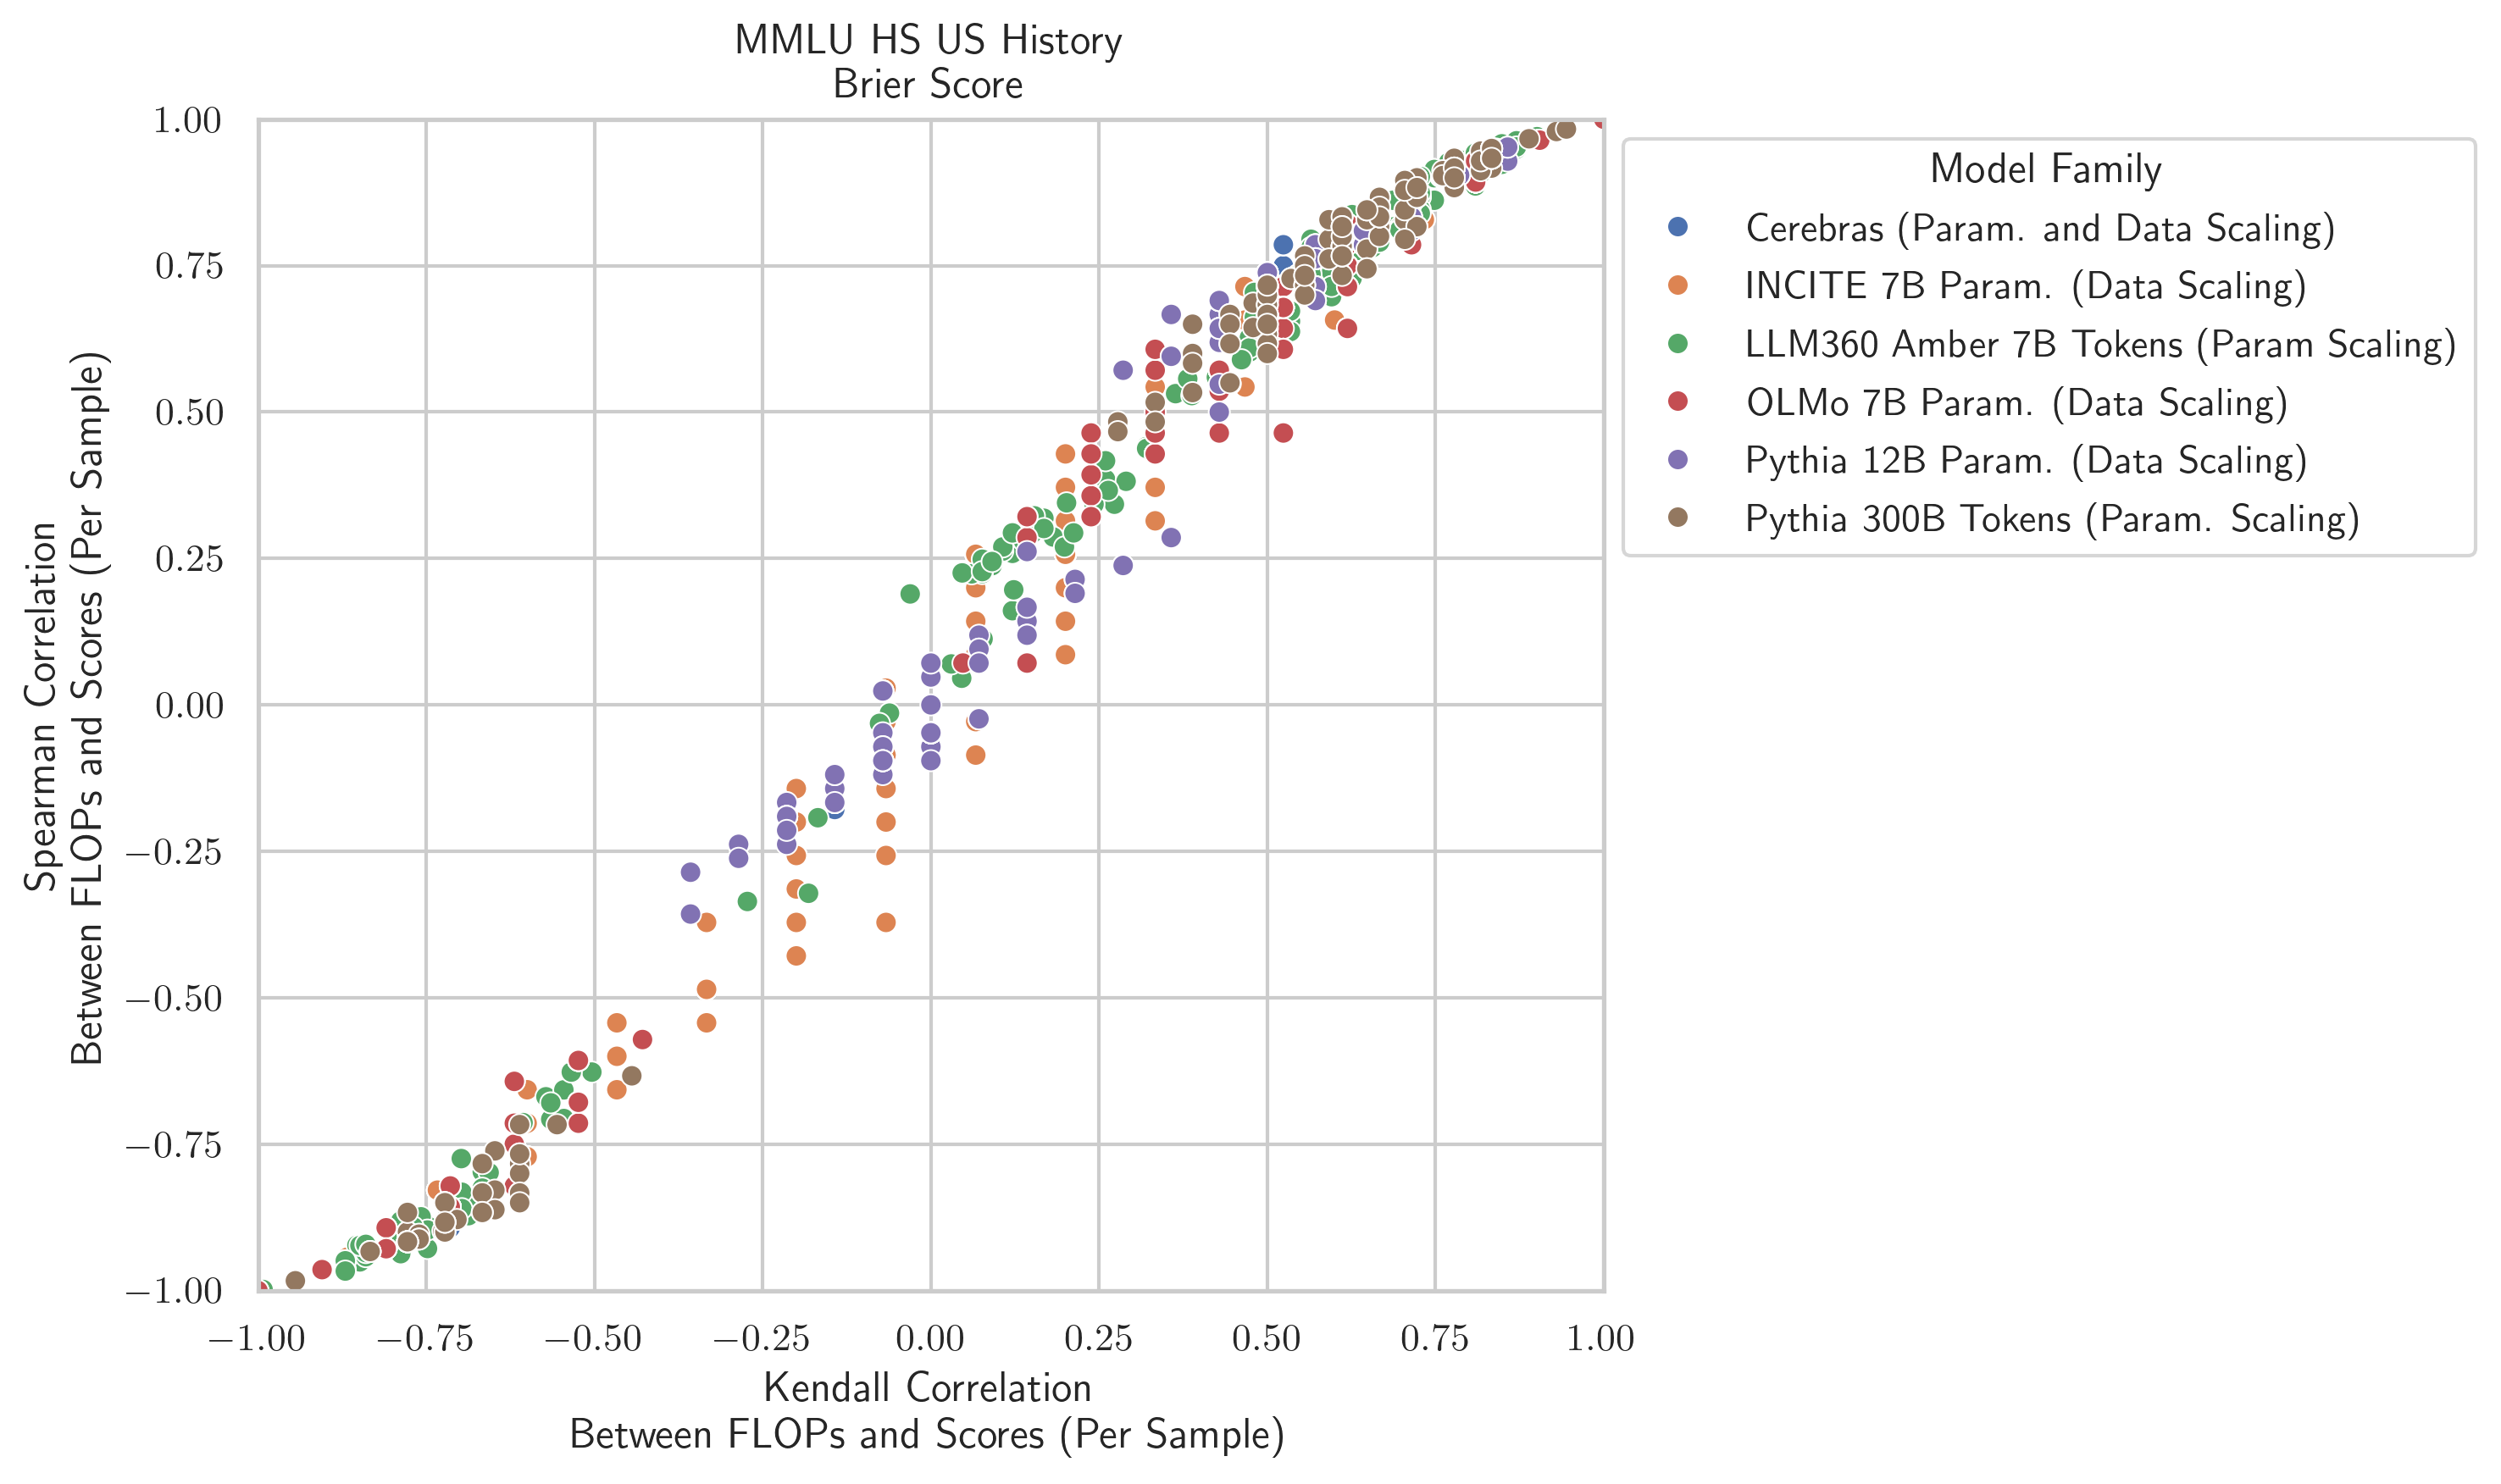 MMLU HS US History
Brier Score
Spearman Correlation
Between FLOPs and Scores (Per Sample)
1.00
0.75
0.50
0.25
0.00
−0.25
−0.50
−0.75
−1.00
−1.00 −0.75 −0.50 −0.25 0.00 0.25 0.50 0.75 1.00
Kendall Correlation
Between FLOPs and Scores (Per Sample)
Model Family
Cerebras (Param. and Data Scaling)
INCITE 7B Param. (Data Scaling)
LLM360 Amber 7B Tokens (Param Scaling)
OLMo 7B Param. (Data Scaling)
Pythia 12B Param. (Data Scaling)
Pythia 300B Tokens (Param. Scaling)